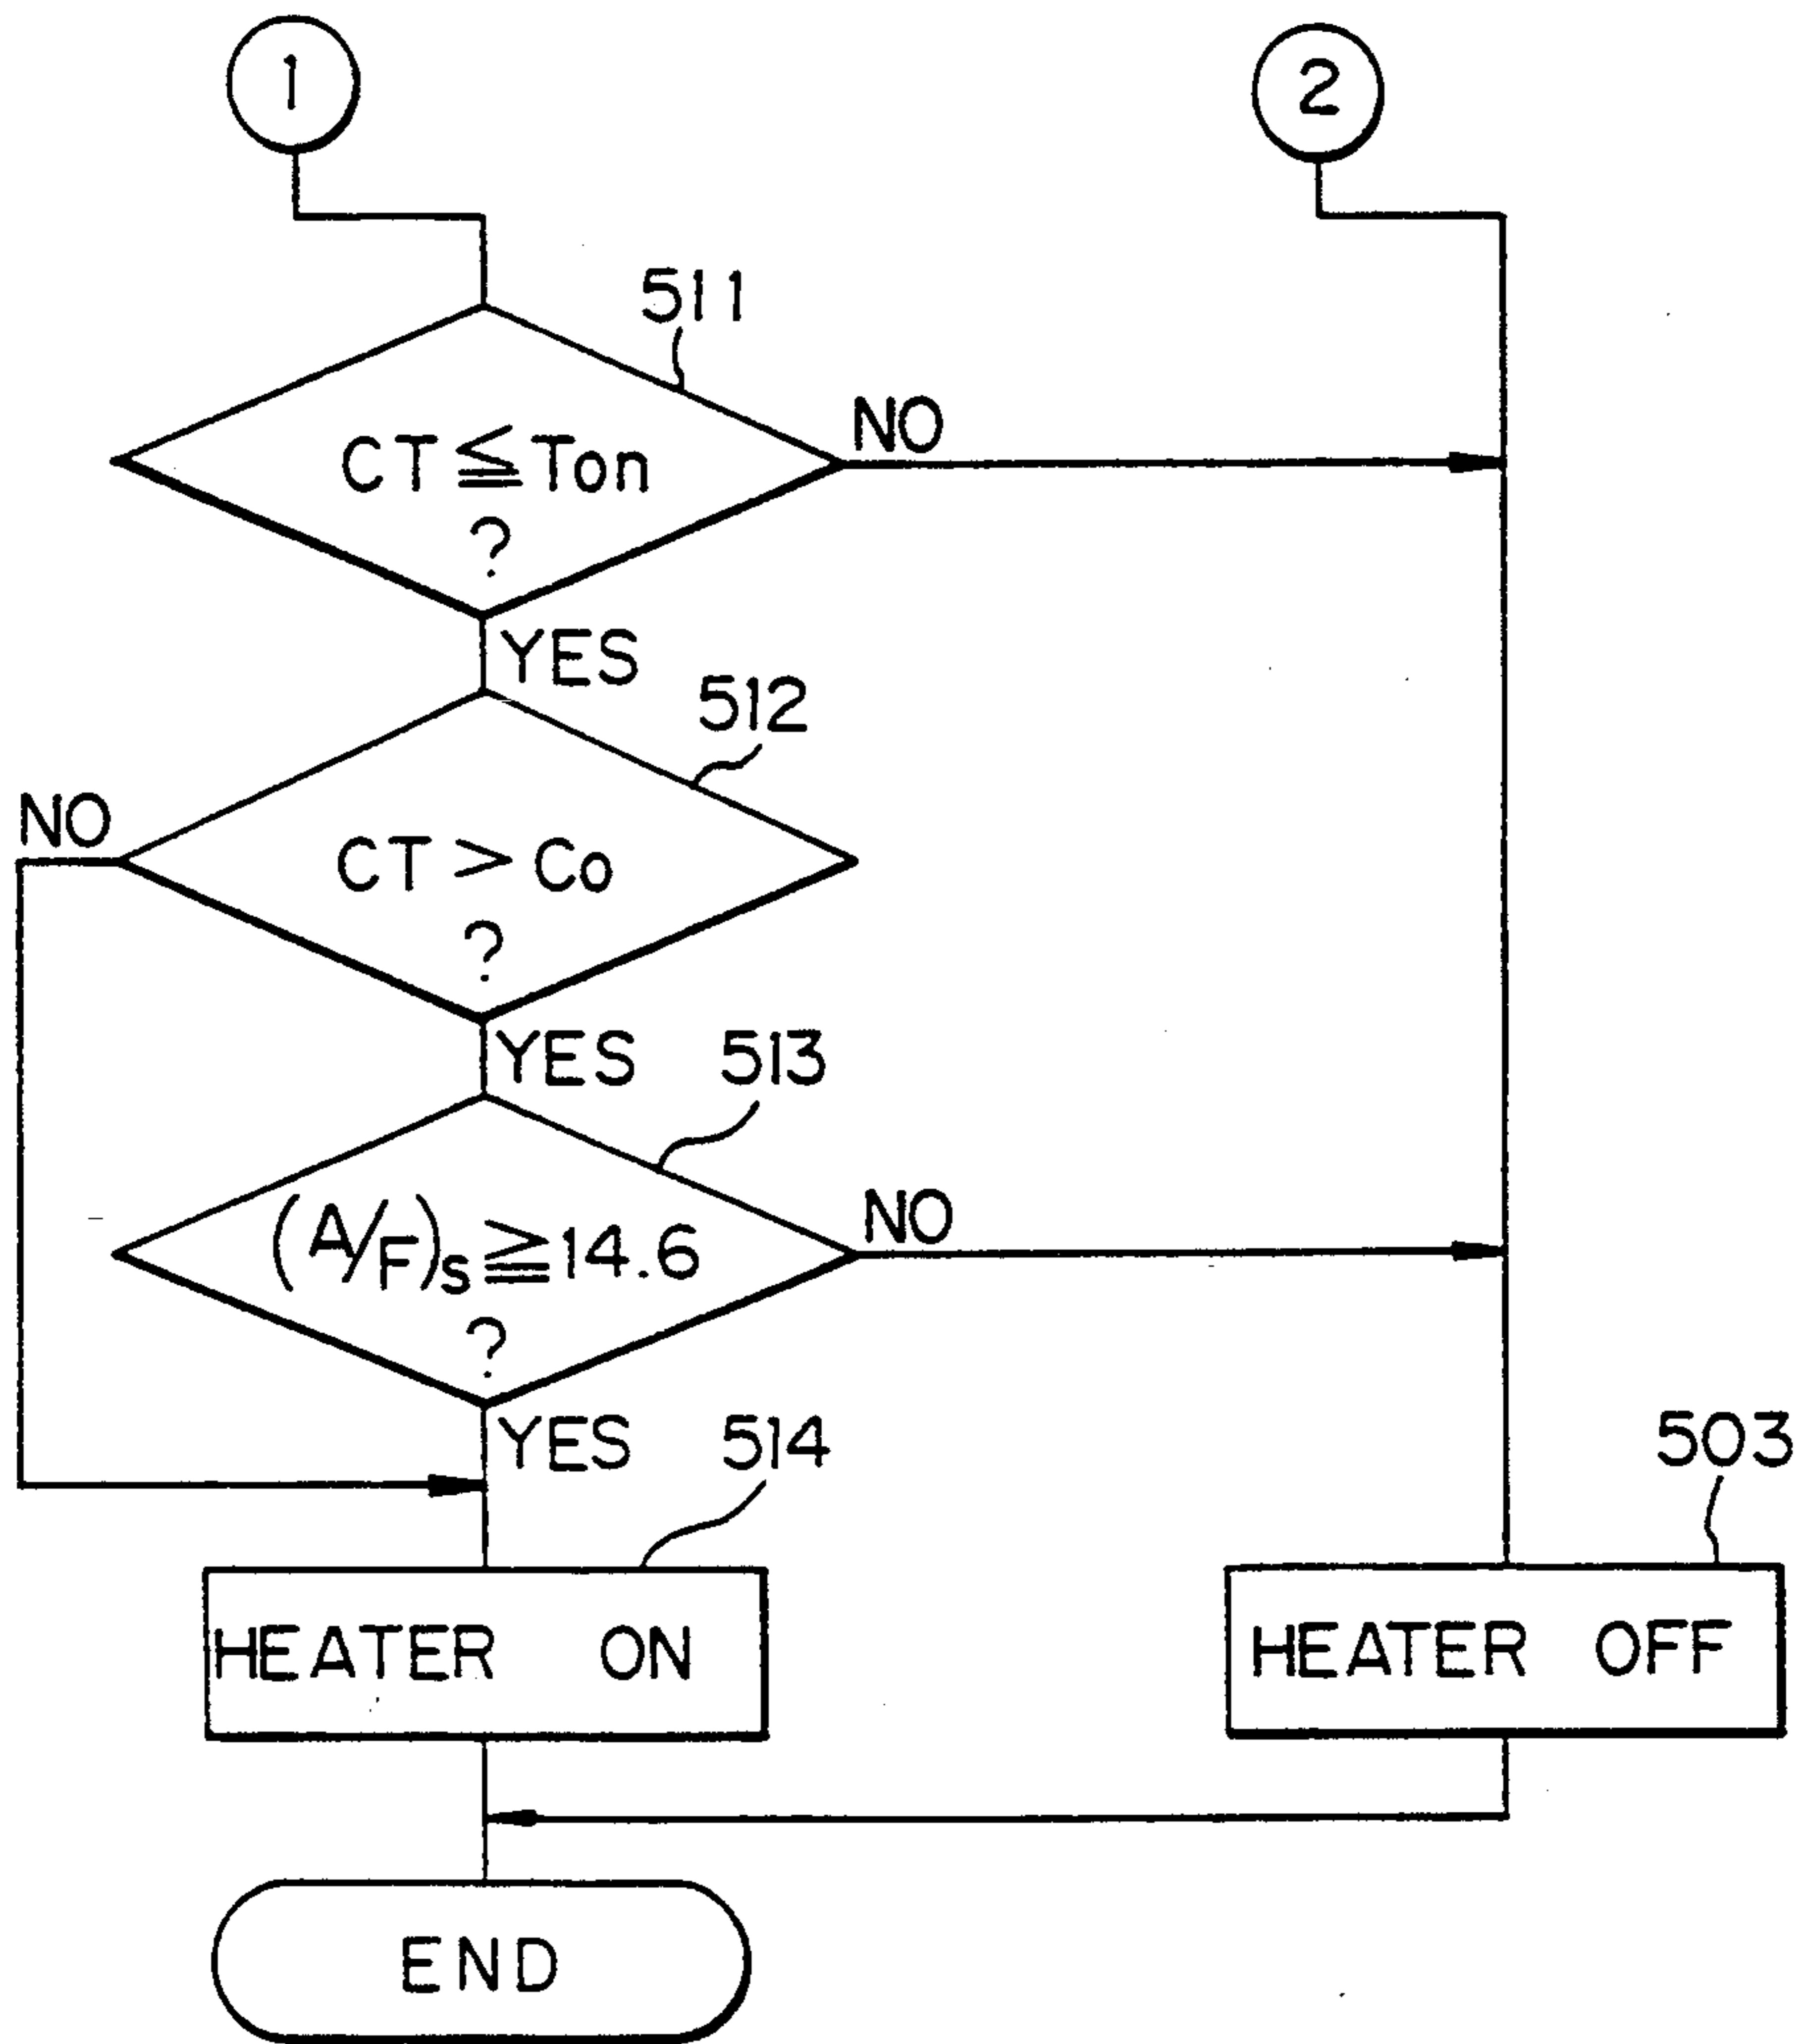 1
2
511
CT ≦ Ton
?
NO
YES
512
NO
CT > Co
?
YES
513
(A/F)s ≧ 14.6
?
NO
YES
514
503
HEATER ON
HEATER OFF
END